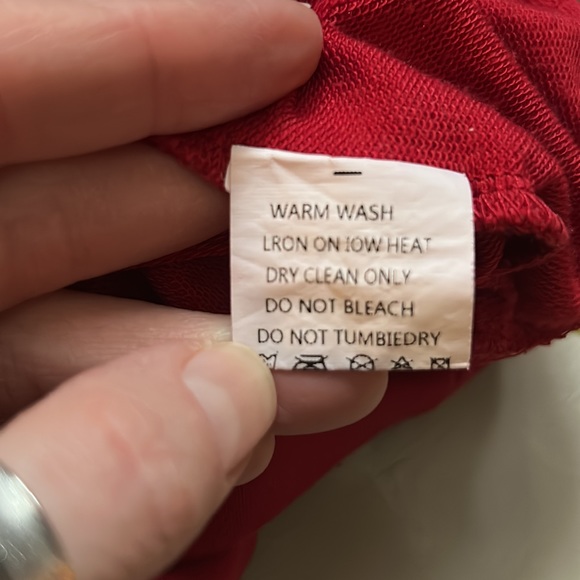 WARM WASH
LRON ON IOW HEAT
DRY CLEAN ONLY
DO NOT BLEACH
DO NOT TUMBIEDRY